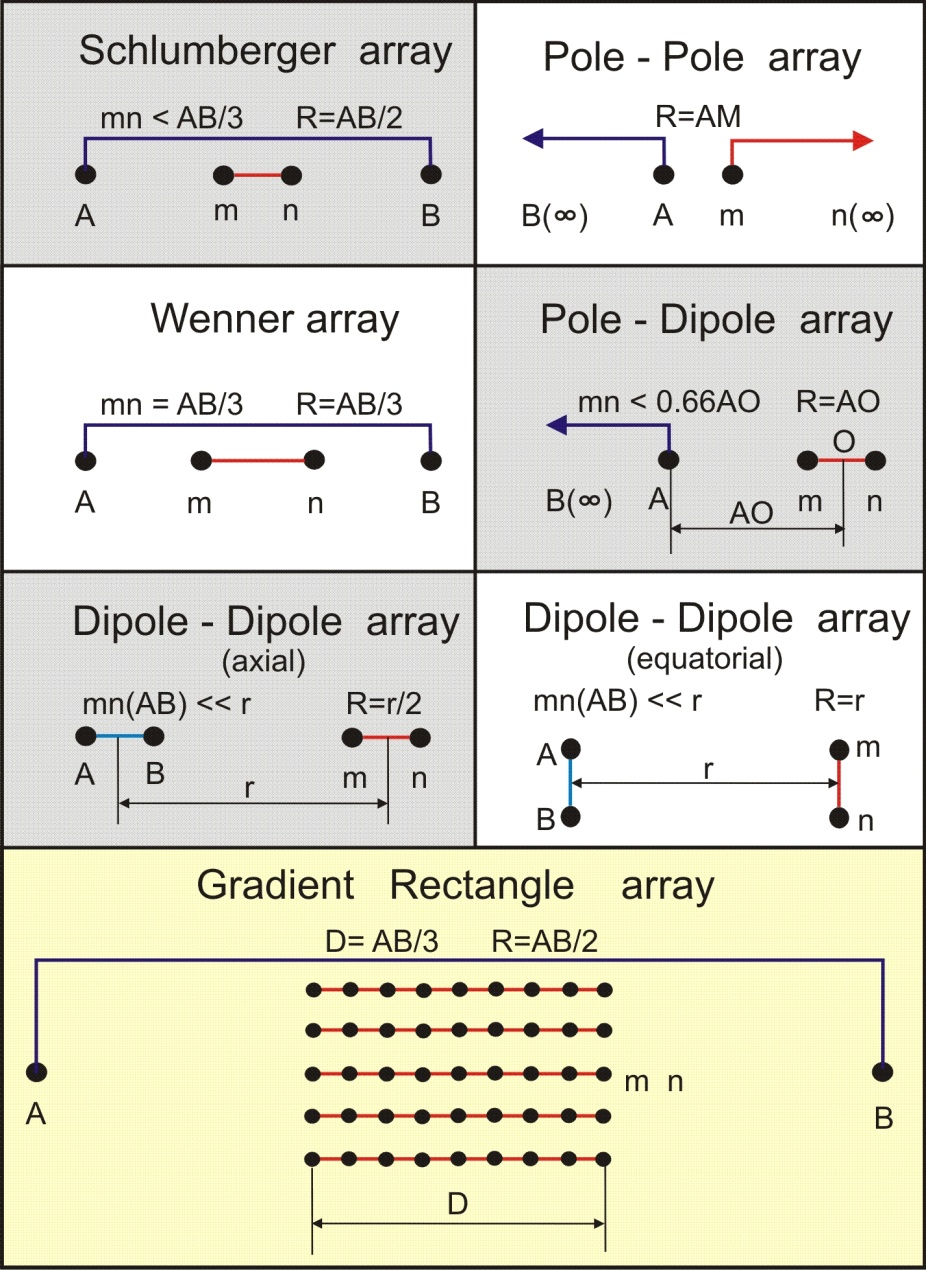 Schlumberger array
mn < AB/3 R=AB/2
A m n B
Pole - Pole array
R=AM
B(∞) A m n(∞)
Wenner array
mn = AB/3 R=AB/3
A m n B
Pole - Dipole array
mn < 0.66AO R=AO
O
B(∞) A m n
AO
Dipole - Dipole array
(axial)
mn(AB) << r R=r/2
A B m n
r
Dipole - Dipole array
(equatorial)
mn(AB) << r R=r
A m
r
B n
Gradient Rectangle array
D= AB/3 R=AB/2
m n
A B
D